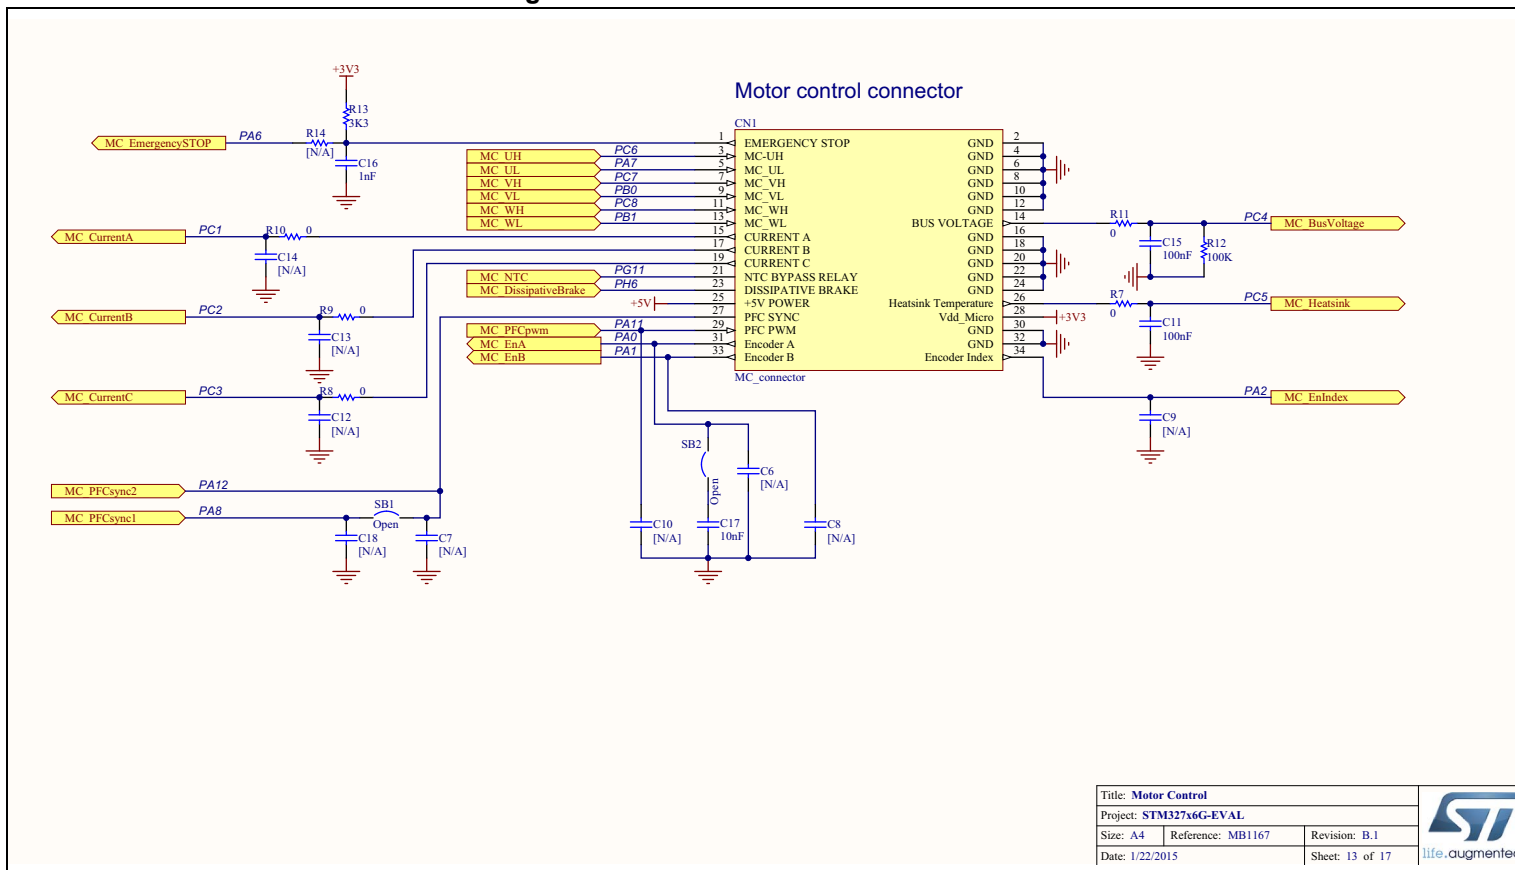 +3V3
R13
3K3
Motor control connector
CN1
MC_EmergencySTOP PA6 R14 [N/A]
C16
1nF
1 EMERGENCY STOP GND 2
MC_UH PC6 3 MC-UH GND 4
MC_UL PA7 5 MC_UL GND 6
MC_VH PC7 7 MC_VH GND 8
MC_VL PB0 9 MC_VL GND 10
MC_WH PC8 11 MC_WH GND 12
MC_WL PB1 13 MC_WL BUS VOLTAGE 14 R11 0 PC4 MC_BusVoltage
MC_CurrentA PC1 R10 0 15 CURRENT A GND 16
C14
[N/A]
C15
100nF
R12
100K
17 CURRENT B GND 18
19 CURRENT C GND 20
MC_NTC PG11 21 NTC BYPASS RELAY GND 22
MC_DissipativeBrake PH6 23 DISSIPATIVE BRAKE GND 24
+5V 25 +5V POWER Heatsink Temperature 26 R7 0 PC5 MC_Heatsink
MC_CurrentB PC2 R9 0 27 PFC SYNC Vdd_Micro 28 +3V3
C13
[N/A]
C11
100nF
MC_PFCpwm PA11 29 PFC PWM GND 30
MC_EnA PA0 31 Encoder A GND 32
MC_EnB PA1 33 Encoder B Encoder Index 34
MC_connector
MC_CurrentC PC3 R8 0
C12
[N/A]
PA2 MC_EnIndex
C9
[N/A]
SB2
Open
C6
[N/A]
MC_PFCsync2 PA12
MC_PFCsync1 PA8 SB1
Open
C18
[N/A]
C7
[N/A]
C10
[N/A]
C17
10nF
C8
[N/A]
Title: Motor Control
Project: STM327x6G-EVAL
Size: A4 Reference: MB1167 Revision: B.1
Date: 1/22/2015 Sheet: 13 of 17
ST
life.augmented